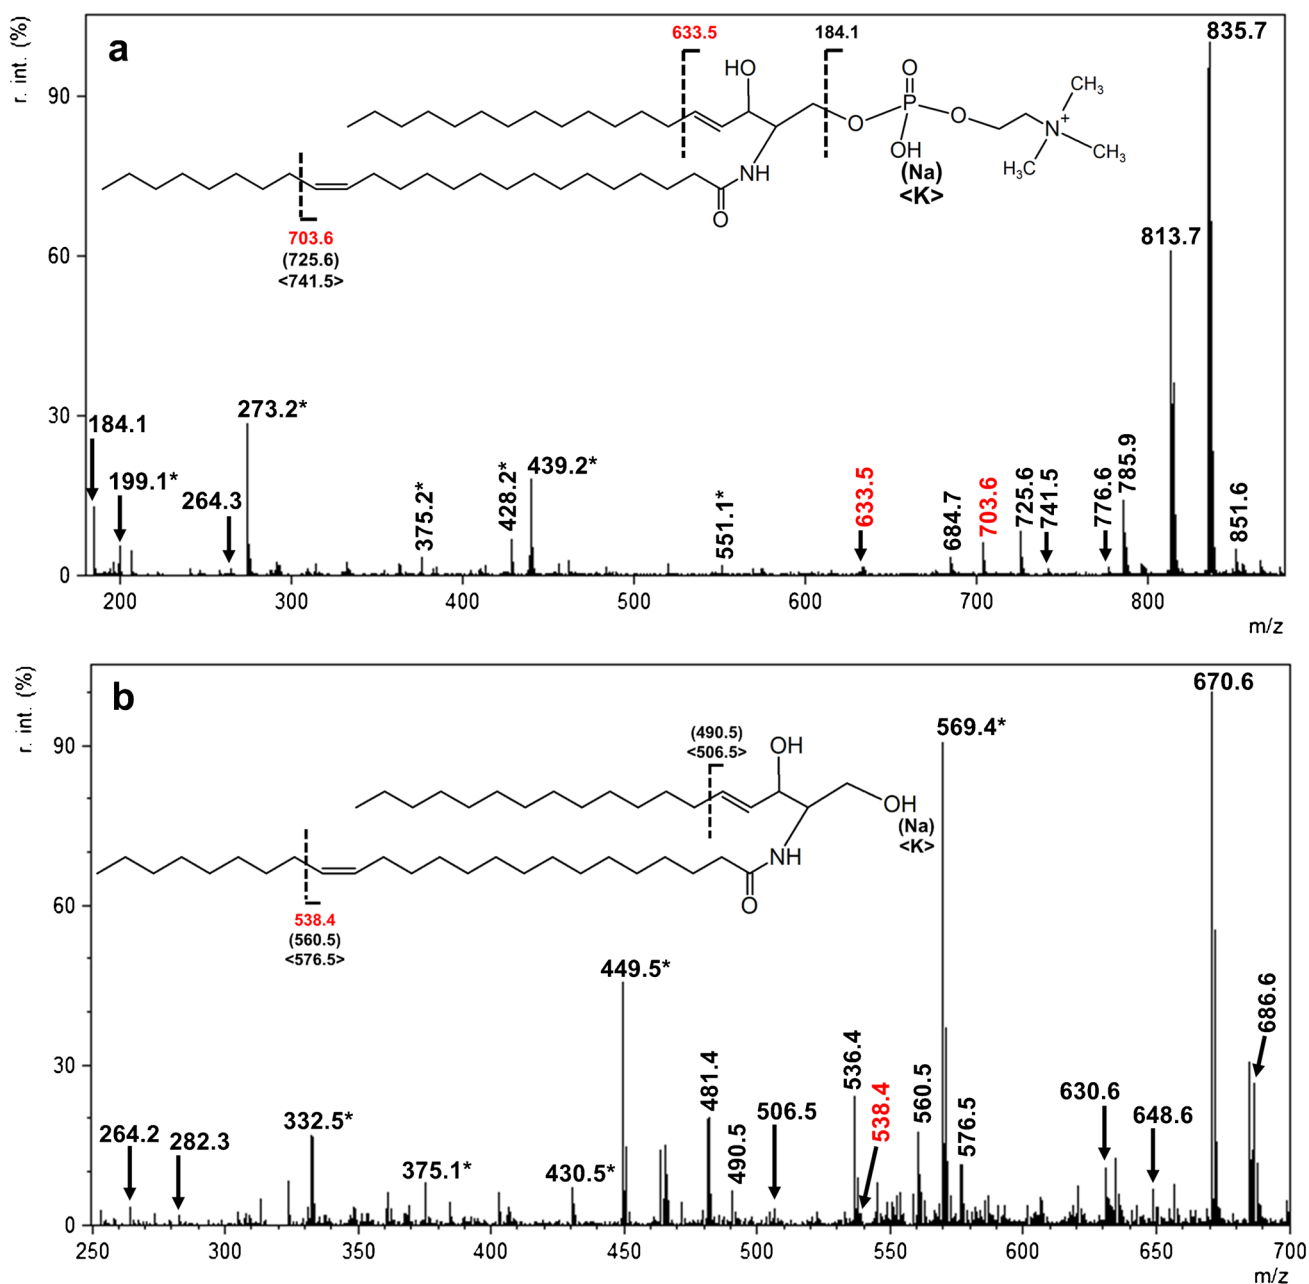 a
r. int. (%)
90
60
30
0
633.5
184.1
HO
O
P
O
O
OH
(Na)
<K>
N+
CH3
CH3
H3C
NH
O
703.6
(725.6)
<741.5>
184.1
199.1*
264.3
273.2*
375.2*
428.2*
439.2*
551.1*
633.5
684.7
703.6
725.6
741.5
776.6
785.9
813.7
835.7
851.6
200
300
400
500
600
700
800
m/z
b
r. int. (%)
90
60
30
0
(490.5)
<506.5>
OH
OH
(Na)
<K>
NH
O
538.4
(560.5)
<576.5>
264.2
282.3
332.5*
375.1*
430.5*
449.5*
481.4
490.5
506.5
536.4
538.4
560.5
569.4*
576.5
630.6
648.6
670.6
686.6
250
300
350
400
450
500
550
600
650
700
m/z